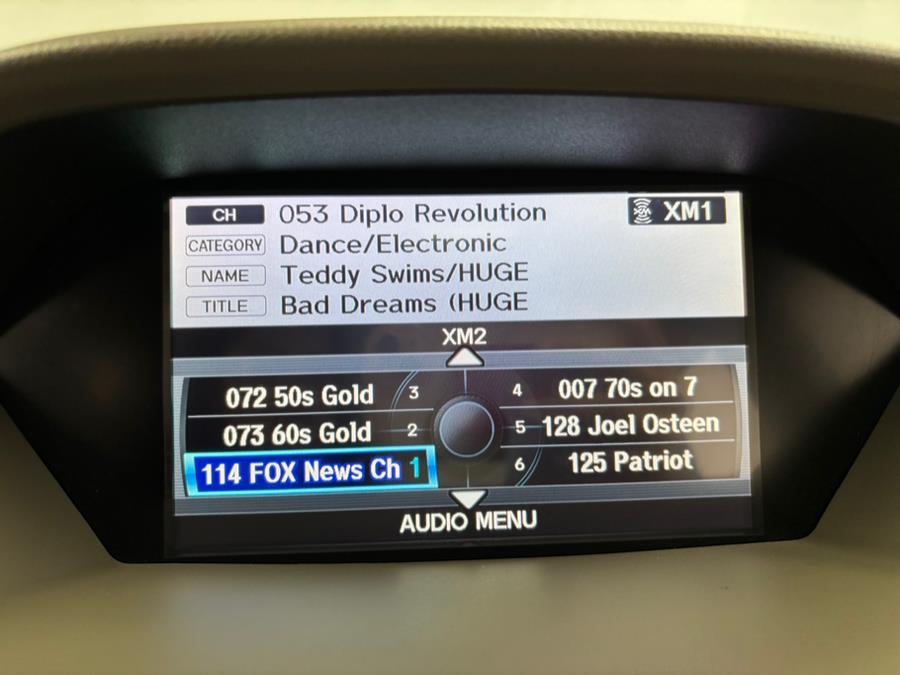 CH 053 Diplo Revolution XM1
CATEGORY Dance/Electronic
NAME Teddy Swims/HUGE
TITLE Bad Dreams (HUGE
XM2
072 50s Gold 3 4 007 70s on 7
073 60s Gold 2 5 128 Joel Osteen
114 FOX News Ch 1 6 125 Patriot
AUDIO MENU